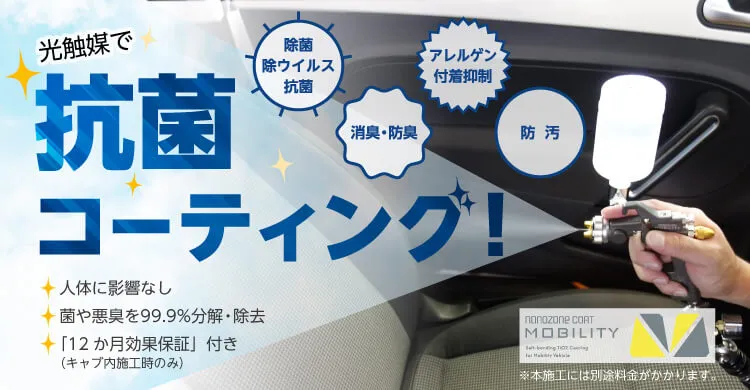 光触媒で
抗菌
コーティング！
除菌
除ウイルス
抗菌
アレルゲン
付着抑制
消臭・防臭
防 汚
人体に影響なし
菌や悪臭を99.9%分解・除去
「12か月効果保証」付き
（キャブ内施工時のみ）
nanozone coat
MOBILITY
Self-bonding TiO2 Coating
for Mobility Vehicle
※本施工には別途料金がかかります。